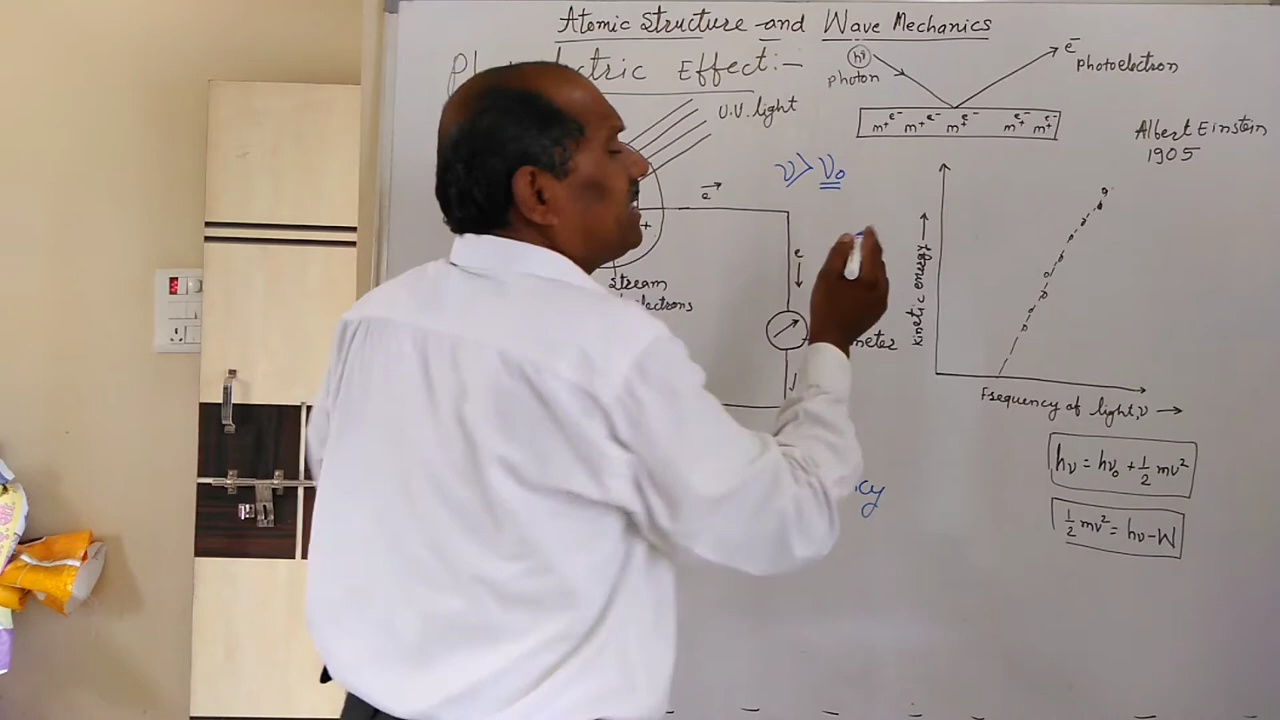 Atomic Structure and Wave Mechanics
Effect:-
U.V. light
hν
photon
e-
photoelectron
m+ e- m+ e- m+ e- m+ e- m+ e-
Albert Einstein
1905
ν > ν₀
e
+
e
stream
Kinetic energy
Frequency of light, ν
hν = hν₀ + 1/2 mv²
1/2 mv² = hν - W